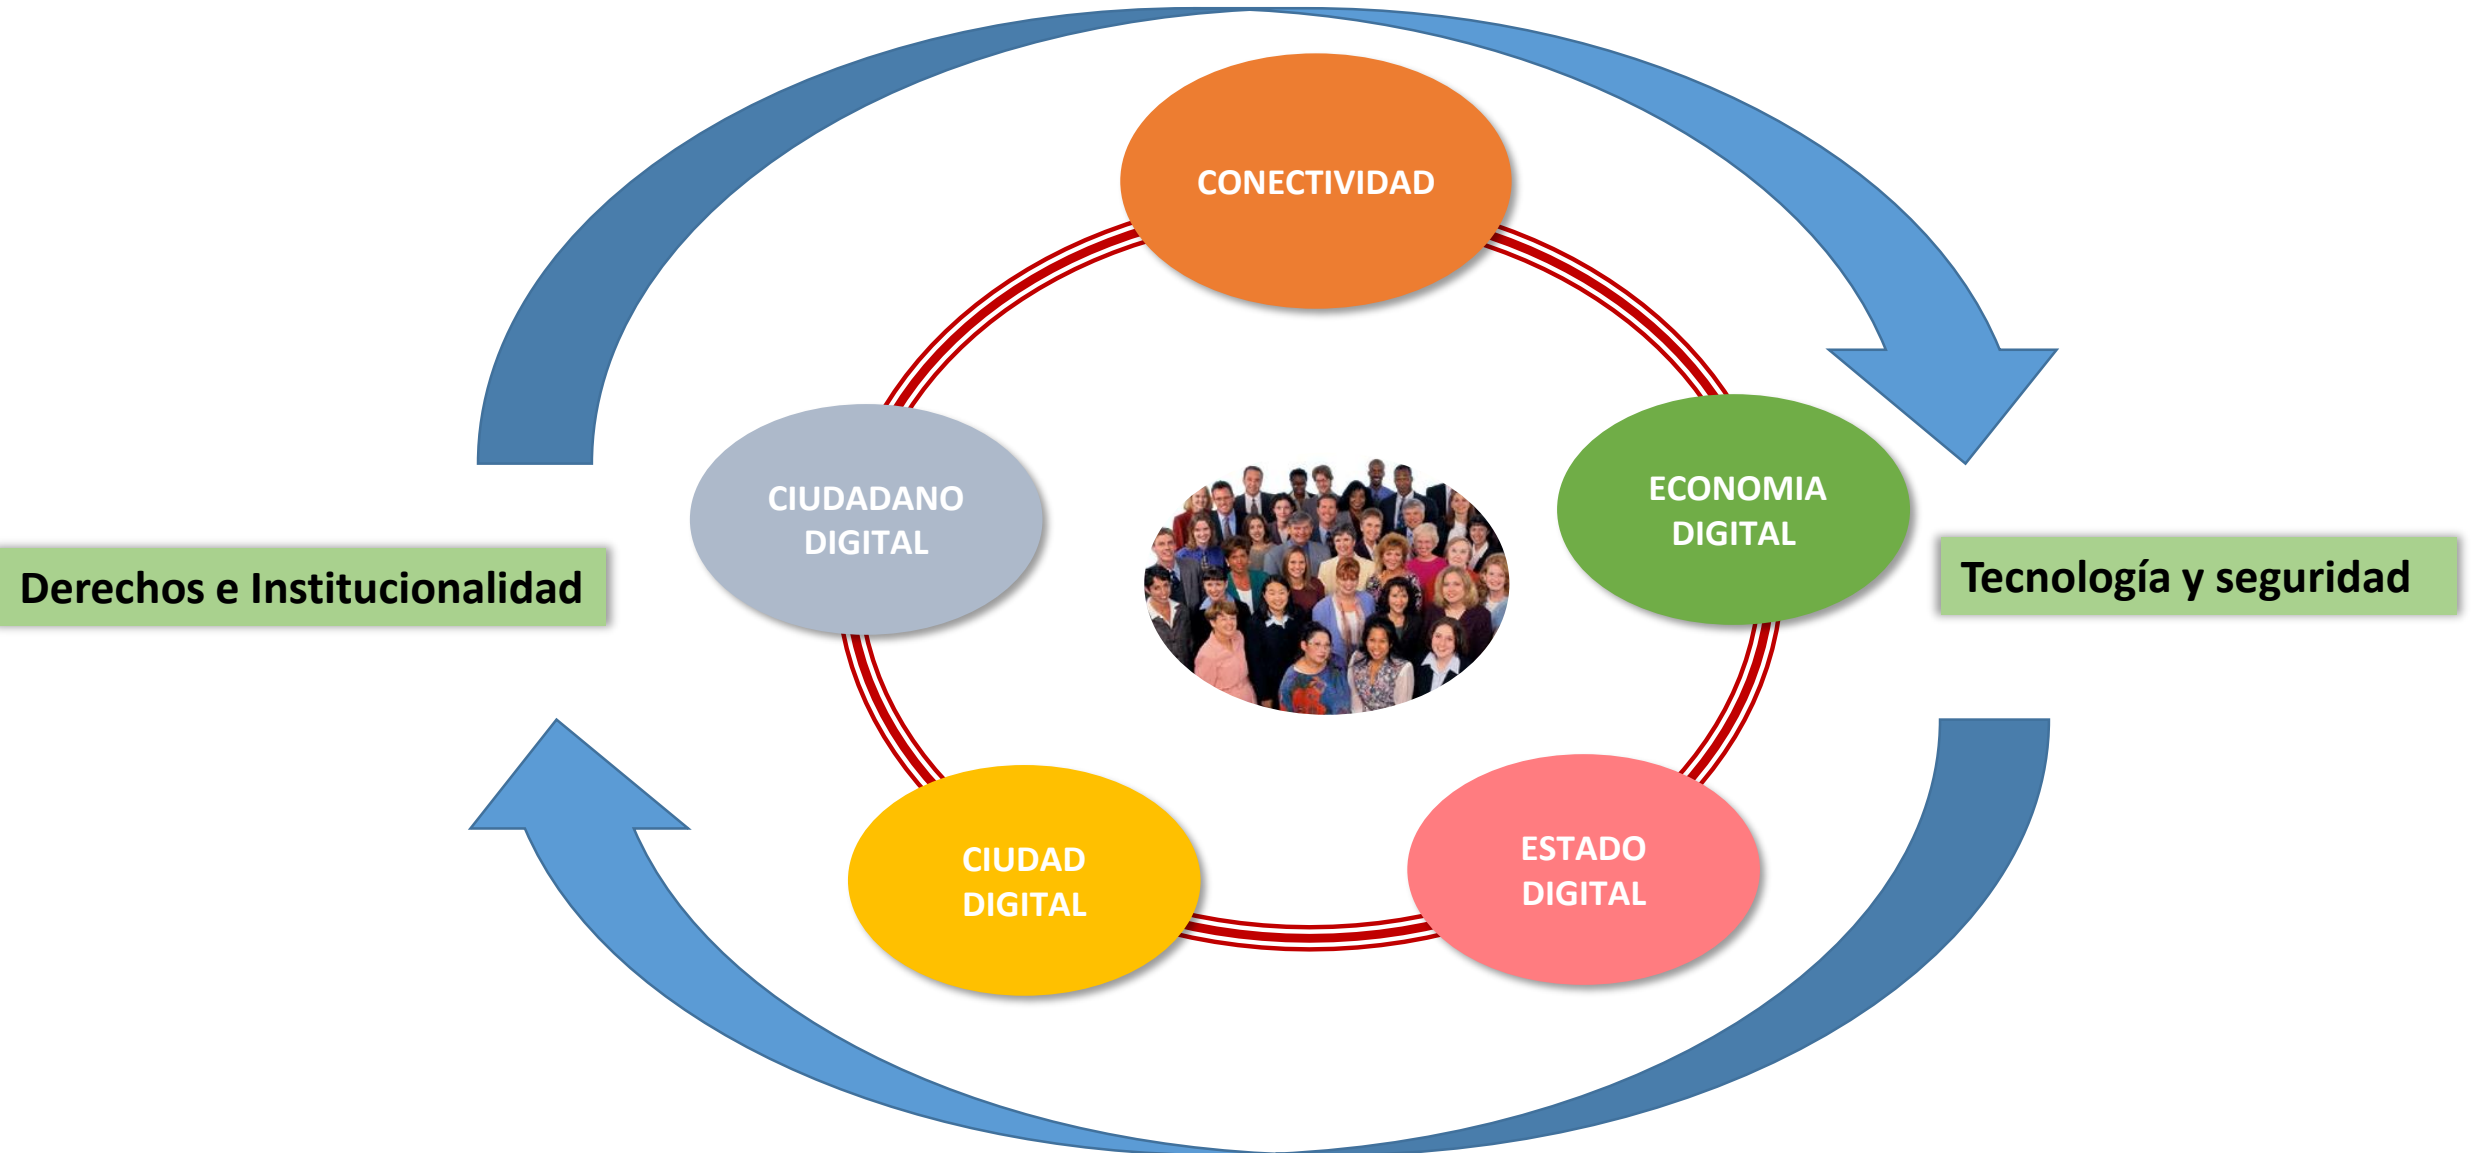 CONECTIVIDAD
CIUDADANO
DIGITAL
ECONOMIA
DIGITAL
Derechos e Institucionalidad
Tecnología y seguridad
CIUDAD
DIGITAL
ESTADO
DIGITAL